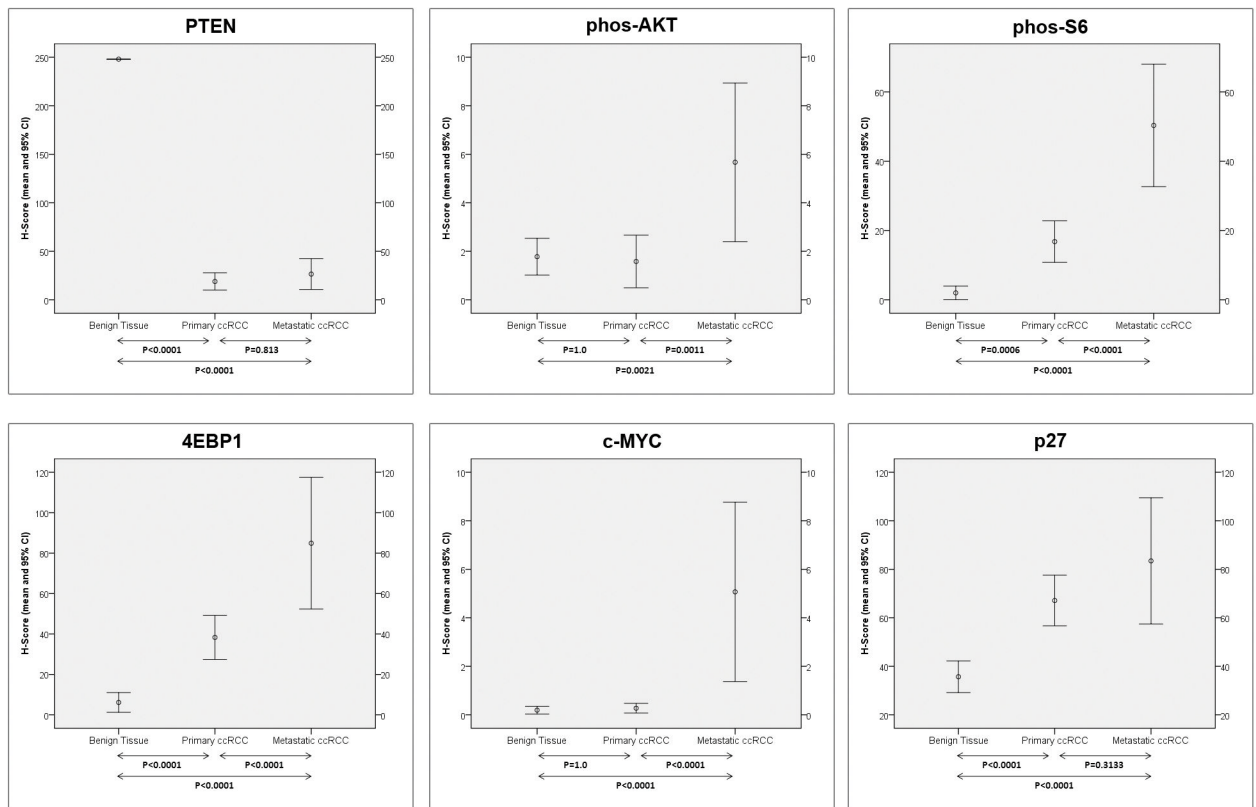 PTEN
H-Score (mean and 95% CI)
250 250
200 200
150 150
100 100
50 50
0 0
Benign Tissue Primary ccRCC Metastatic ccRCC
P<0.0001 P=0.813
P<0.0001
phos-AKT
H-Score (mean and 95% CI)
10 10
8 8
6 6
4 4
2 2
0 0
Benign Tissue Primary ccRCC Metastatic ccRCC
P=1.0 P=0.0011
P=0.0021
phos-S6
H-Score (mean and 95% CI)
60 60
40 40
20 20
0 0
Benign Tissue Primary ccRCC Metastatic ccRCC
P=0.0006 P<0.0001
P<0.0001
4EBP1
H-Score (mean and 95% CI)
120 120
100 100
80 80
60 60
40 40
20 20
0 0
Benign Tissue Primary ccRCC Metastatic ccRCC
P<0.0001 P<0.0001
P<0.0001
c-MYC
H-Score (mean and 95% CI)
10 10
8 8
6 6
4 4
2 2
0 0
Benign Tissue Primary ccRCC Metastatic ccRCC
P=1.0 P<0.0001
P<0.0001
p27
H-Score (mean and 95% CI)
120 120
100 100
80 80
60 60
40 40
20 20
Benign Tissue Primary ccRCC Metastatic ccRCC
P<0.0001 P=0.3133
P<0.0001